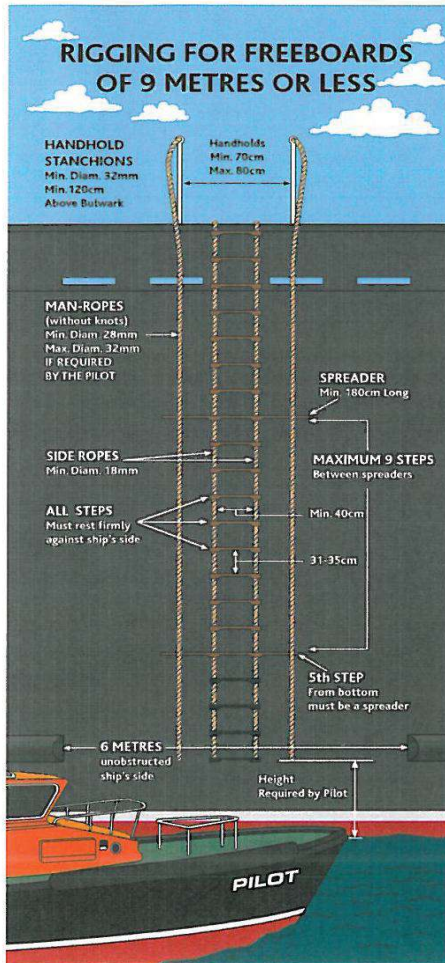 RIGGING FOR FREEBOARDS
OF 9 METRES OR LESS
HANDHOLD
STANCHIONS
Min. Diam. 32mm
Min. 120cm
Above Bulwark
Handholds
Min. 70cm
Max. 80cm
MAN-ROPES
(without knots)
Min. Diam. 28mm
Max. Diam. 32mm
IF REQUIRED
BY THE PILOT
SPREADER
Min. 180cm Long
SIDE ROPES
Min. Diam. 18mm
MAXIMUM 9 STEPS
Between spreaders
ALL STEPS
Must rest firmly
against ship's side
Min. 40cm
31-35cm
5th STEP
From bottom
must be a spreader
6 METRES
unobstructed
ship's side
Height
Required by Pilot
PILOT